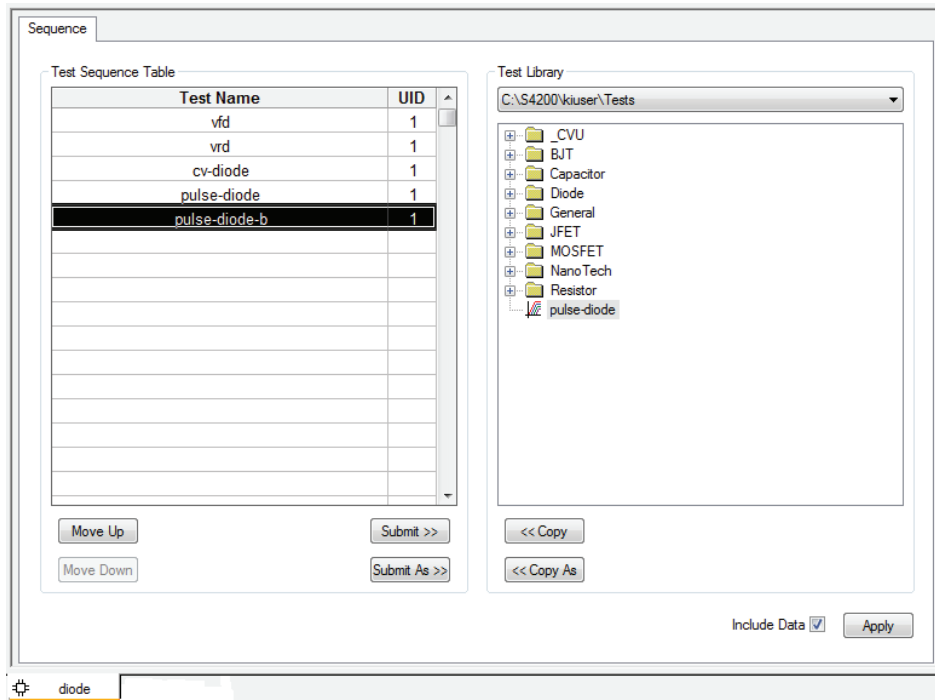 Sequence
Test Sequence Table
Test Name UID
vfd 1
vrd 1
cv-diode 1
pulse-diode 1
pulse-diode-b 1
Move Up
Submit >>
Move Down
Submit As >>
Test Library
C:\S4200\kiuser\Tests
_CVU
BJT
Capacitor
Diode
General
JFET
MOSFET
NanoTech
Resistor
pulse-diode
<< Copy
<< Copy As
Include Data
Apply
diode